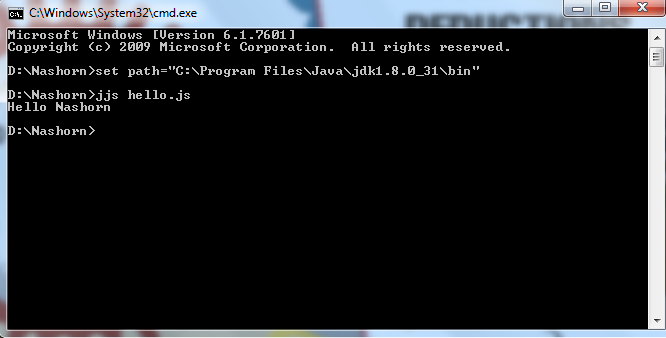 C:\Windows\System32\cmd.exe
Microsoft Windows [Version 6.1.7601]
Copyright (c) 2009 Microsoft Corporation.  All rights reserved.
D:\Nashorn>set path="C:\Program Files\Java\jdk1.8.0_31\bin"
D:\Nashorn>jjs hello.js
Hello Nashorn
D:\Nashorn>